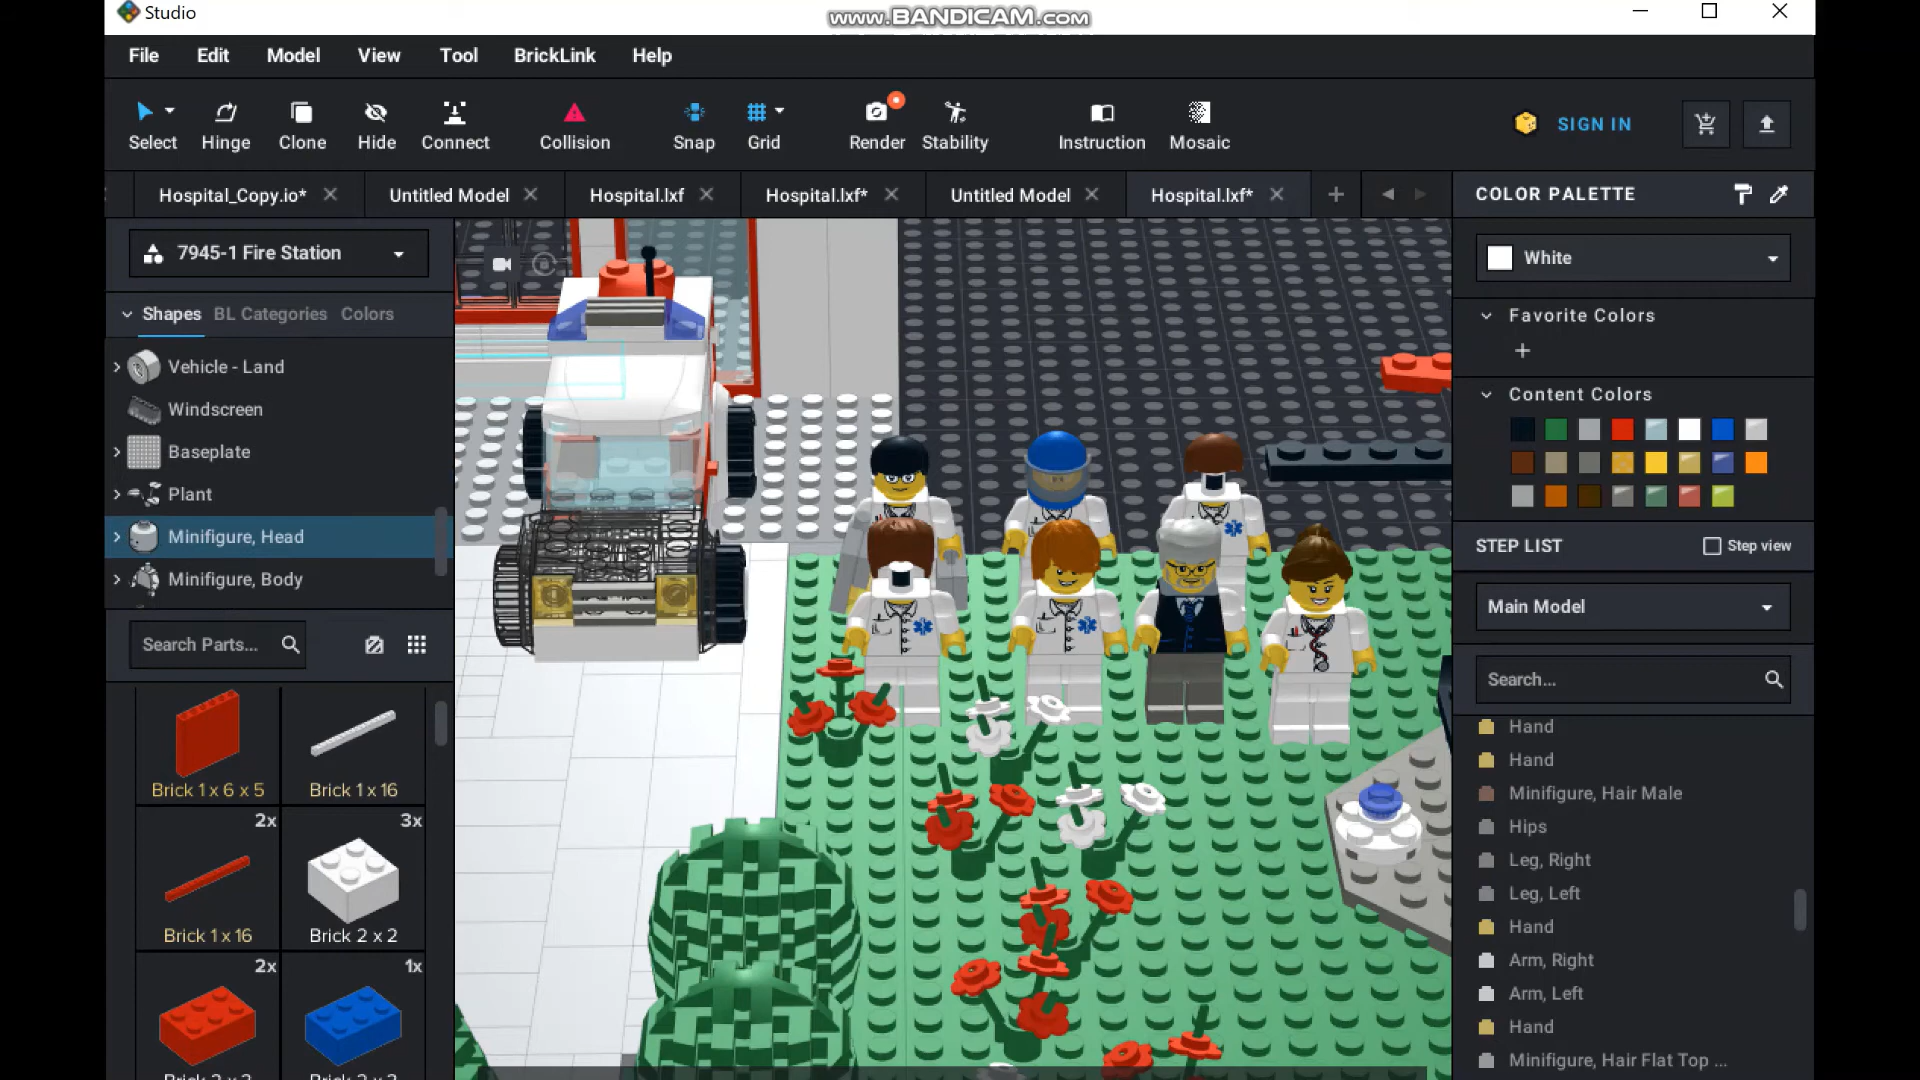 Studio
www.BANDICAM.com
File Edit Model View Tool BrickLink Help
Select Hinge Clone Hide Connect Collision Snap Grid Render Stability Instruction Mosaic SIGN IN
Hospital_Copy.io* Untitled Model Hospital.lxf Hospital.lxf* Untitled Model Hospital.lxf*
7945-1 Fire Station
Shapes BL Categories Colors
Vehicle - Land
Windscreen
Baseplate
Plant
Minifigure, Head
Minifigure, Body
Search Parts...
Brick 1 x 6 x 5 Brick 1 x 16
2x 3x
Brick 1 x 16 Brick 2 x 2
2x 1x
COLOR PALETTE
White
Favorite Colors
Content Colors
STEP LIST Step view
Main Model
Search...
Hand
Hand
Minifigure, Hair Male
Hips
Leg, Right
Leg, Left
Hand
Arm, Right
Arm, Left
Hand
Minifigure, Hair Flat Top ...